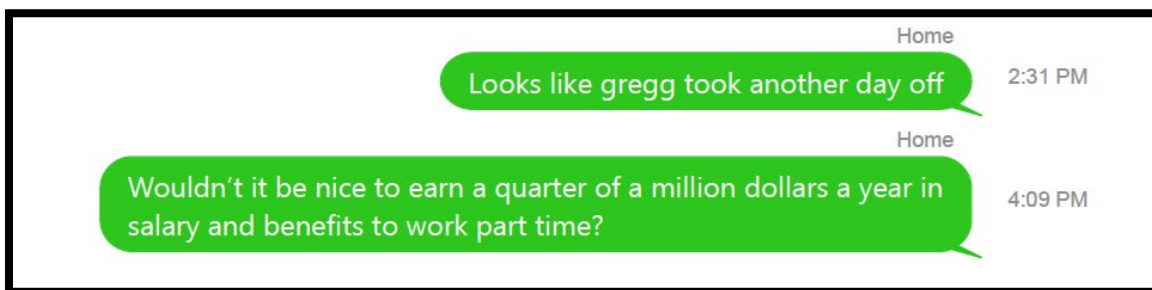 Home
Looks like gregg took another day off
2:31 PM
Home
Wouldn't it be nice to earn a quarter of a million dollars a year in
salary and benefits to work part time?
4:09 PM